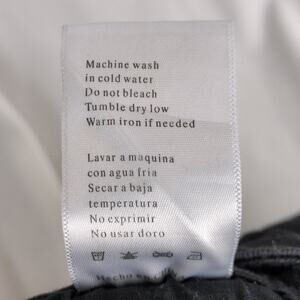 Machine wash
in cold water
Do not bleach
Tumble dry low
Warm iron if needed
Lavar a maquina
con agua fria
Secar a baja
temperatura
No exprimir
No usar doro
Hecho